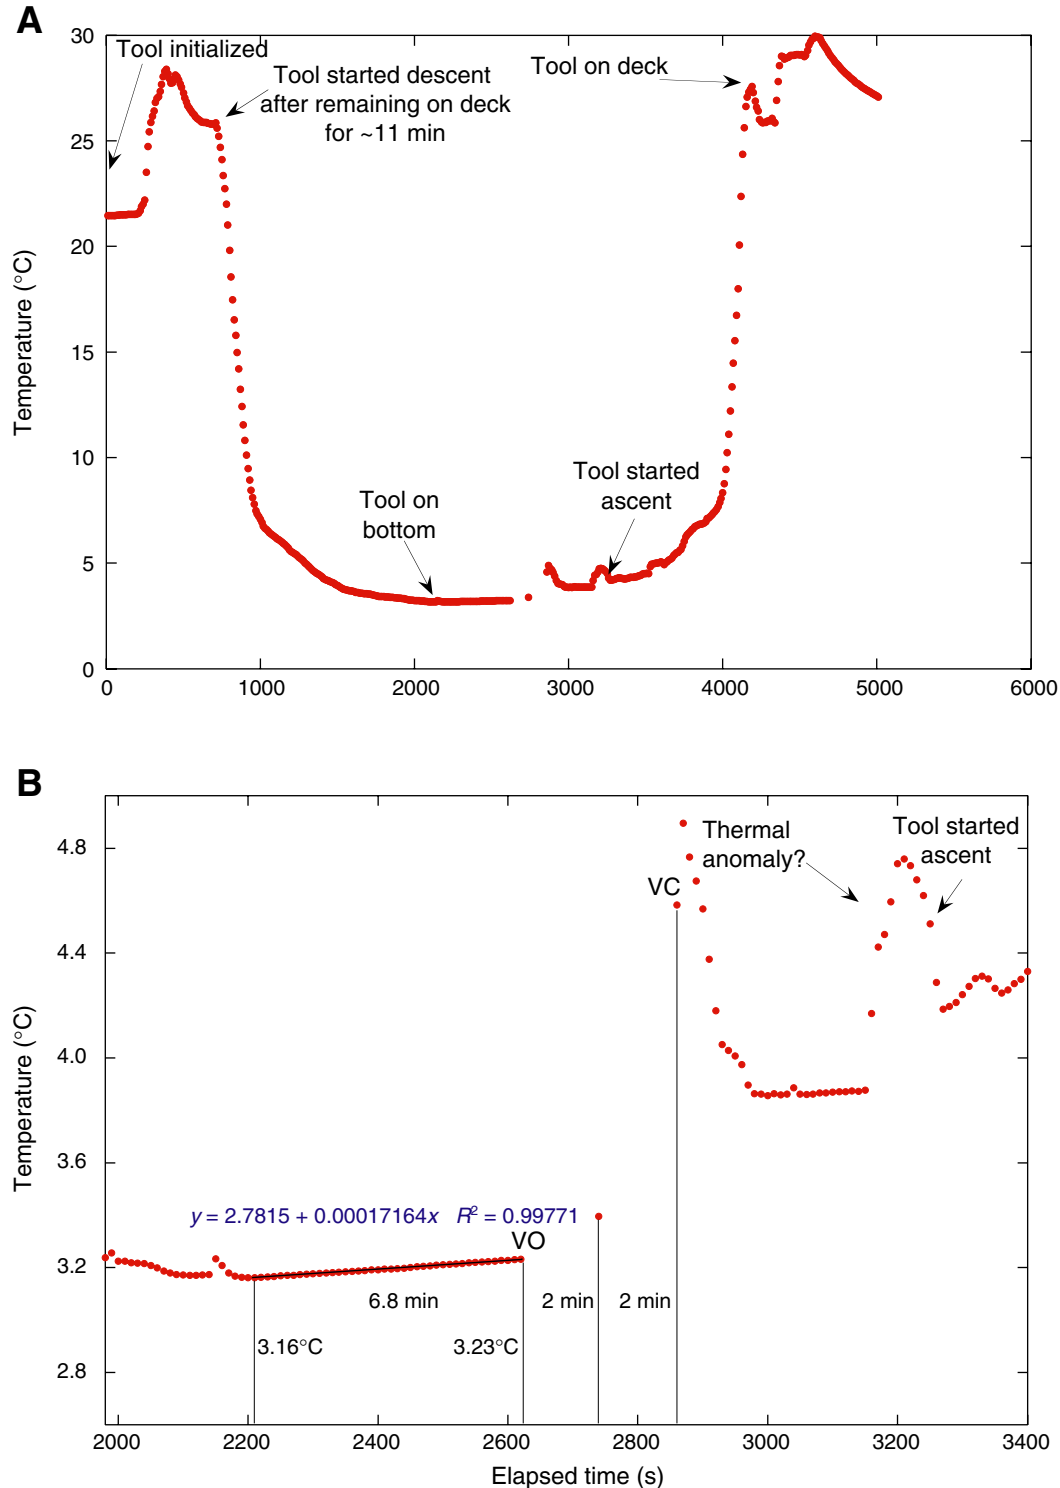 A
30
25
20
15
10
5
0
Temperature (°C)
Tool initialized
Tool started descent
after remaining on deck
for ~11 min
Tool on deck
Tool on
bottom
Tool started
ascent
0 1000 2000 3000 4000 5000 6000
B
4.8
4.4
4.0
3.6
3.2
2.8
Temperature (°C)
Thermal
anomaly?
Tool started
ascent
VC
y = 2.7815 + 0.00017164x R² = 0.99771
VO
6.8 min
2 min
2 min
3.16°C
3.23°C
2000 2200 2400 2600 2800 3000 3200 3400
Elapsed time (s)